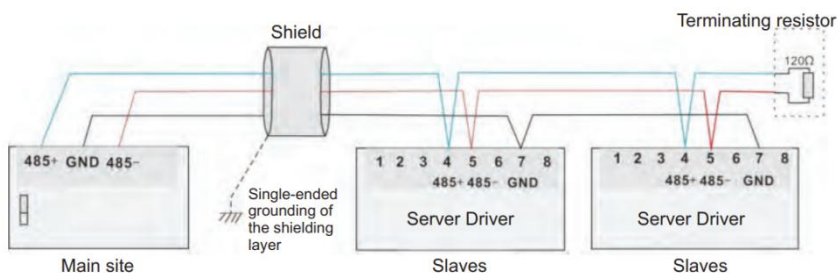 Terminating resistor
Shield
120Ω
485+ GND 485-
1 2 3 4 5 6 7 8
485+ 485- GND
1 2 3 4 5 6 7 8
485+ 485- GND
Single-ended
grounding of
the shielding
layer
Server Driver
Server Driver
Main site
Slaves
Slaves